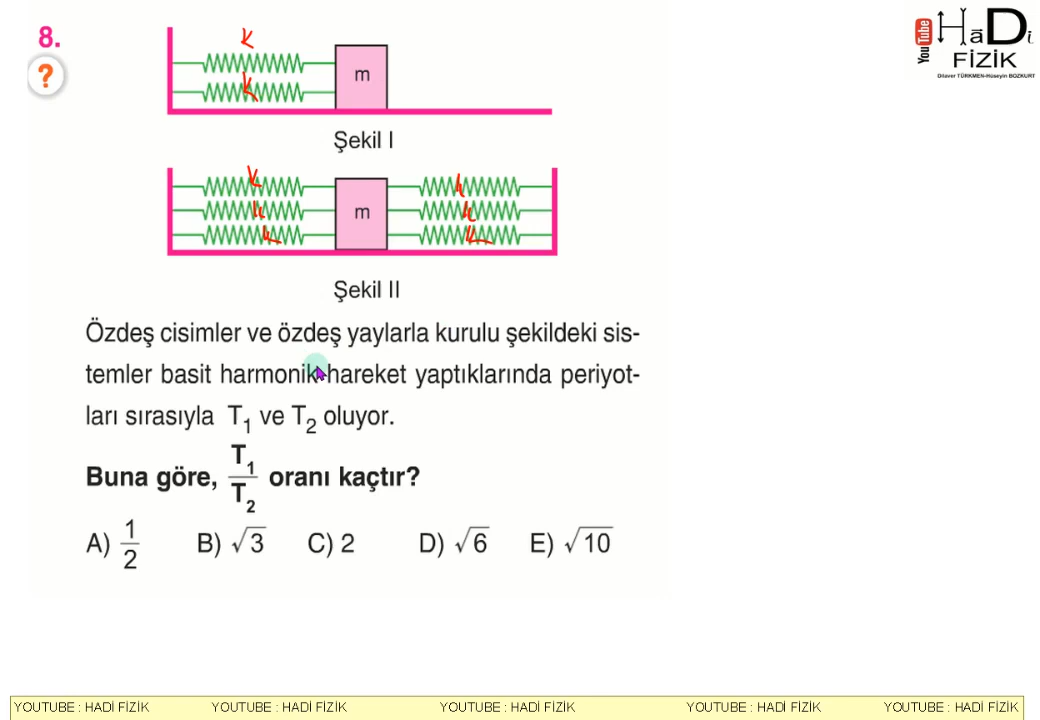 8.
?
YouTube HāDi
FİZİK
Dilaver TÜRKMEN-Hüseyin BOZKURT
k
m
k
Şekil I
k k
k m k
k k
Şekil II
Özdeş cisimler ve özdeş yaylarla kurulu şekildeki sis-
temler basit harmonik hareket yaptıklarında periyot-
ları sırasıyla T₁ ve T₂ oluyor.
Buna göre, T₁/T₂ oranı kaçtır?
A) 1/2 B) √3 C) 2 D) √6 E) √10
YOUTUBE : HADİ FİZİK YOUTUBE : HADİ FİZİK YOUTUBE : HADİ FİZİK YOUTUBE : HADİ FİZİK YOUTUBE : HADİ FİZİK